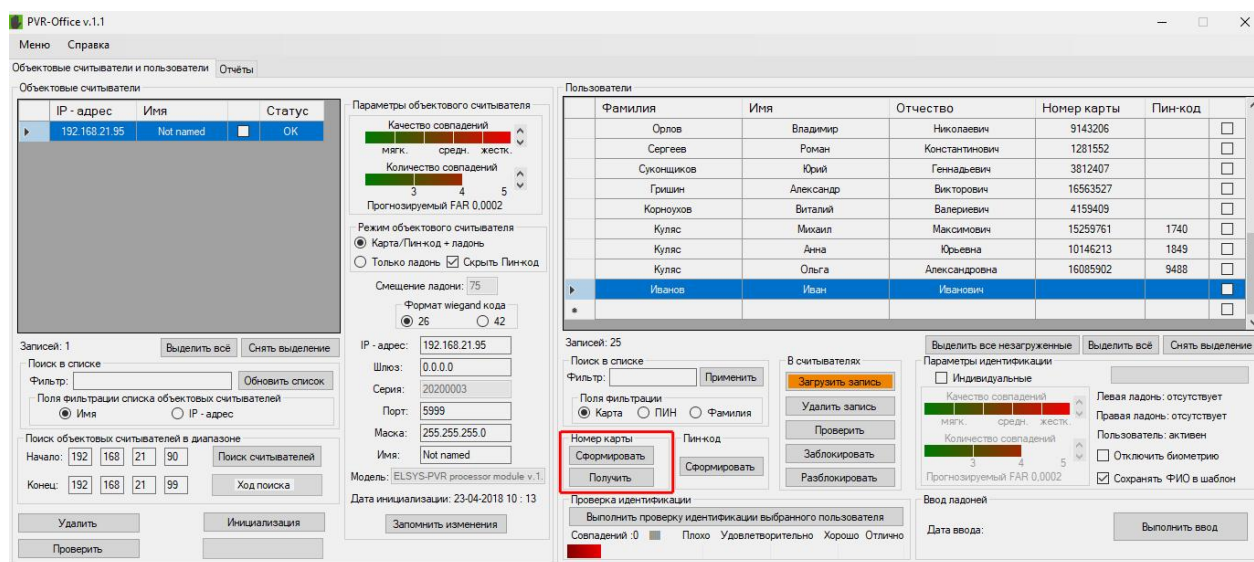 PVR-Office v.1.1
Меню Справка
Объектовые считыватели и пользователи Отчёты
Объектовые считыватели
IP - адрес Имя Статус
192.168.21.95 Not named OK
Записей: 1 Выделить всё Снять выделение
Поиск в списке
Фильтр: Обновить список
Поля фильтрации списка объектовых считывателей
Имя IP - адрес
Поиск объектовых считывателей в диапазоне
Начало: 192 168 21 90 Поиск считывателей
Конец: 192 168 21 99 Ход поиска
Удалить Инициализация
Проверить
Параметры объектового считывателя
Качество совпадений
мягк. средн. жестк.
Количество совпадений
3 4 5
Прогнозируемый FAR 0,0002
Режим объектового считывателя
Карта/Пин-код + ладонь
Только ладонь Скрыть Пин-код
Смещение ладони: 75
Формат wiegand кода
26 42
IP - адрес: 192.168.21.95
Шлюз: 0.0.0.0
Серия: 20200003
Порт: 5999
Маска: 255.255.255.0
Имя: Not named
Модель: ELSYS-PVR processor module v.1.
Дата инициализации: 23-04-2018 10 : 13
Запомнить изменения
Пользователи
Фамилия Имя Отчество Номер карты Пин-код
Орлов Владимир Николаевич 9143206
Сергеев Роман Константинович 1281552
Суконщиков Юрий Геннадьевич 3812407
Гришин Александр Викторович 16563527
Корноухов Виталий Валериевич 4159409
Куляс Михаил Максимович 15259761 1740
Куляс Анна Юрьевна 10146213 1849
Куляс Ольга Александровна 16085902 9488
Иванов Иван Иванович
Записей: 25 Выделить все незагруженные Выделить всё Снять выделение
Поиск в списке
Фильтр: Применить
Поля фильтрации
Карта ПИН Фамилия
Номер карты
Сформировать
Получить
Пин-код
Сформировать
В считывателях
Загрузить запись
Удалить запись
Проверить
Заблокировать
Разблокировать
Параметры идентификации
Индивидуальные
Качество совпадений
мягк. средн. жестк.
Количество совпадений
3 4 5
Прогнозируемый FAR 0,0002
Левая ладонь: отсутствует
Правая ладонь: отсутствует
Пользователь: активен
Отключить биометрию
Сохранять ФИО в шаблон
Проверка идентификации
Выполнить проверку идентификации выбранного пользователя
Совпадений :0 Плохо Удовлетворительно Хорошо Отлично
Ввод ладоней
Дата ввода: Выполнить ввод